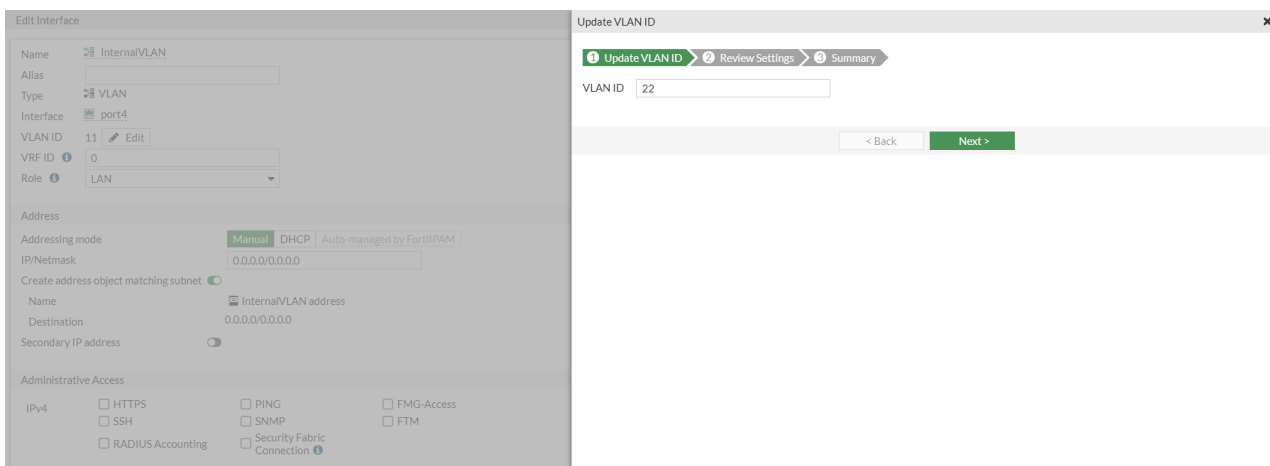 Edit Interface
Name InternalVLAN
Alias
Type VLAN
Interface port4
VLAN ID 11 Edit
VRF ID 0
Role LAN
Address
Addressing mode Manual DHCP Auto-managed by FortiIPAM
IP/Netmask 0.0.0.0/0.0.0.0
Create address object matching subnet
Name InternalVLAN address
Destination 0.0.0.0/0.0.0.0
Secondary IP address
Administrative Access
IPv4 HTTPS PING FMG-Access
SSH SNMP FTM
RADIUS Accounting Security Fabric
Connection
Update VLAN ID
1 Update VLAN ID 2 Review Settings 3 Summary
VLAN ID 22
< Back Next >